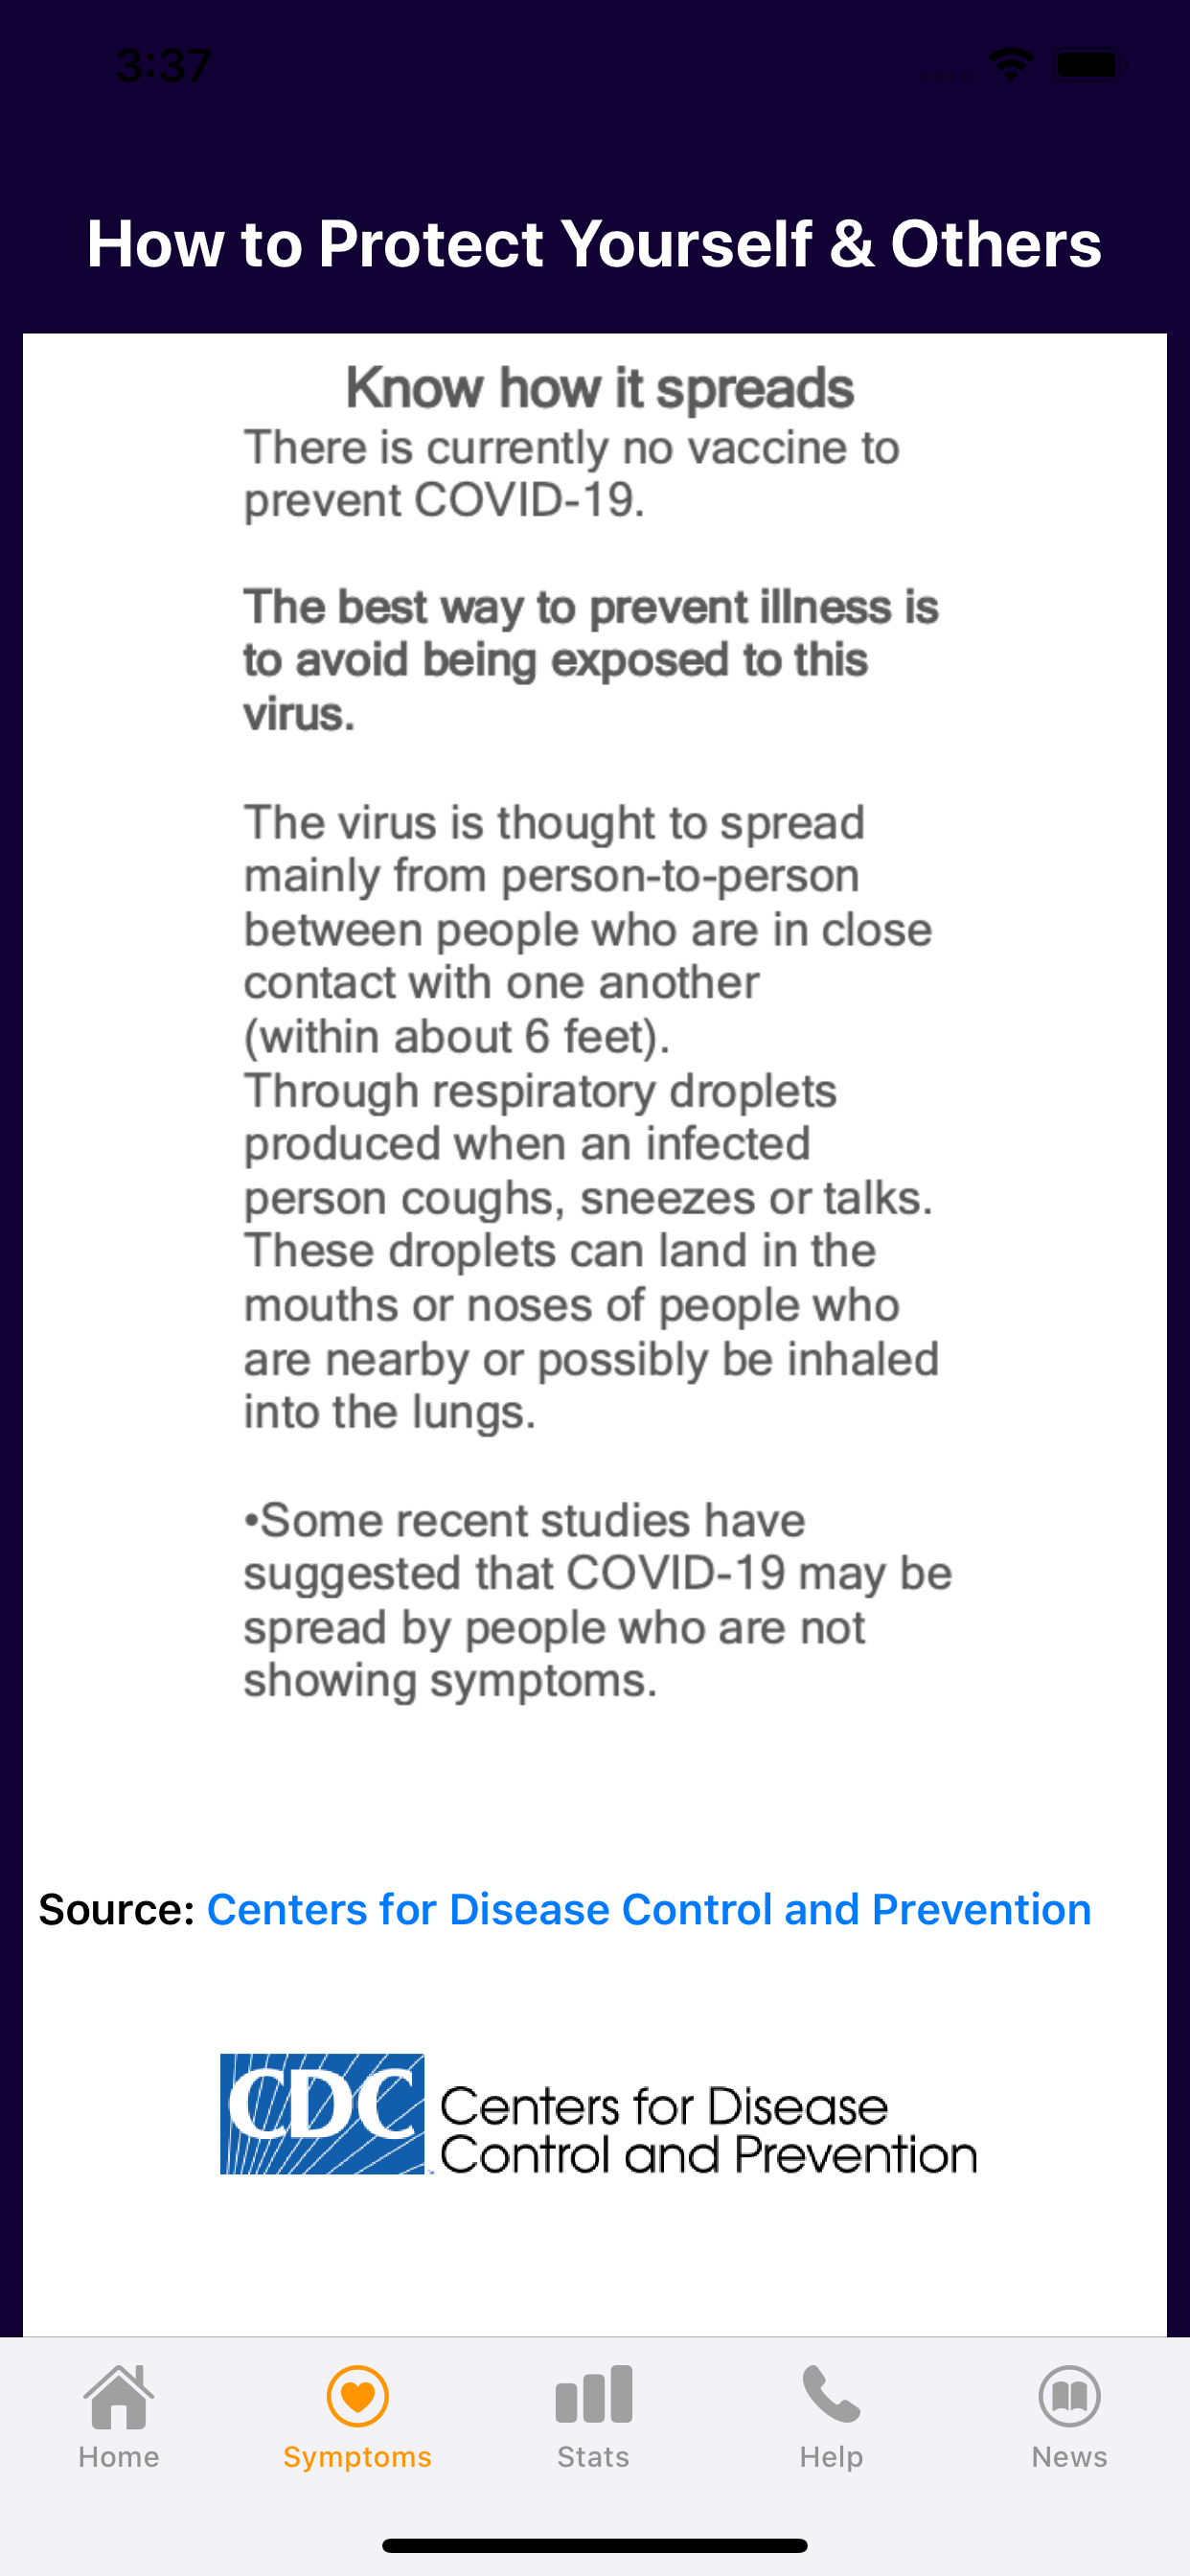 3:37
How to Protect Yourself & Others
Know how it spreads
There is currently no vaccine to
prevent COVID-19.
The best way to prevent illness is
to avoid being exposed to this
virus.
The virus is thought to spread
mainly from person-to-person
between people who are in close
contact with one another
(within about 6 feet).
Through respiratory droplets
produced when an infected
person coughs, sneezes or talks.
These droplets can land in the
mouths or noses of people who
are nearby or possibly be inhaled
into the lungs.
•Some recent studies have
suggested that COVID-19 may be
spread by people who are not
showing symptoms.
Source: Centers for Disease Control and Prevention
CDC
Centers for Disease
Control and Prevention
Home Symptoms Stats Help News